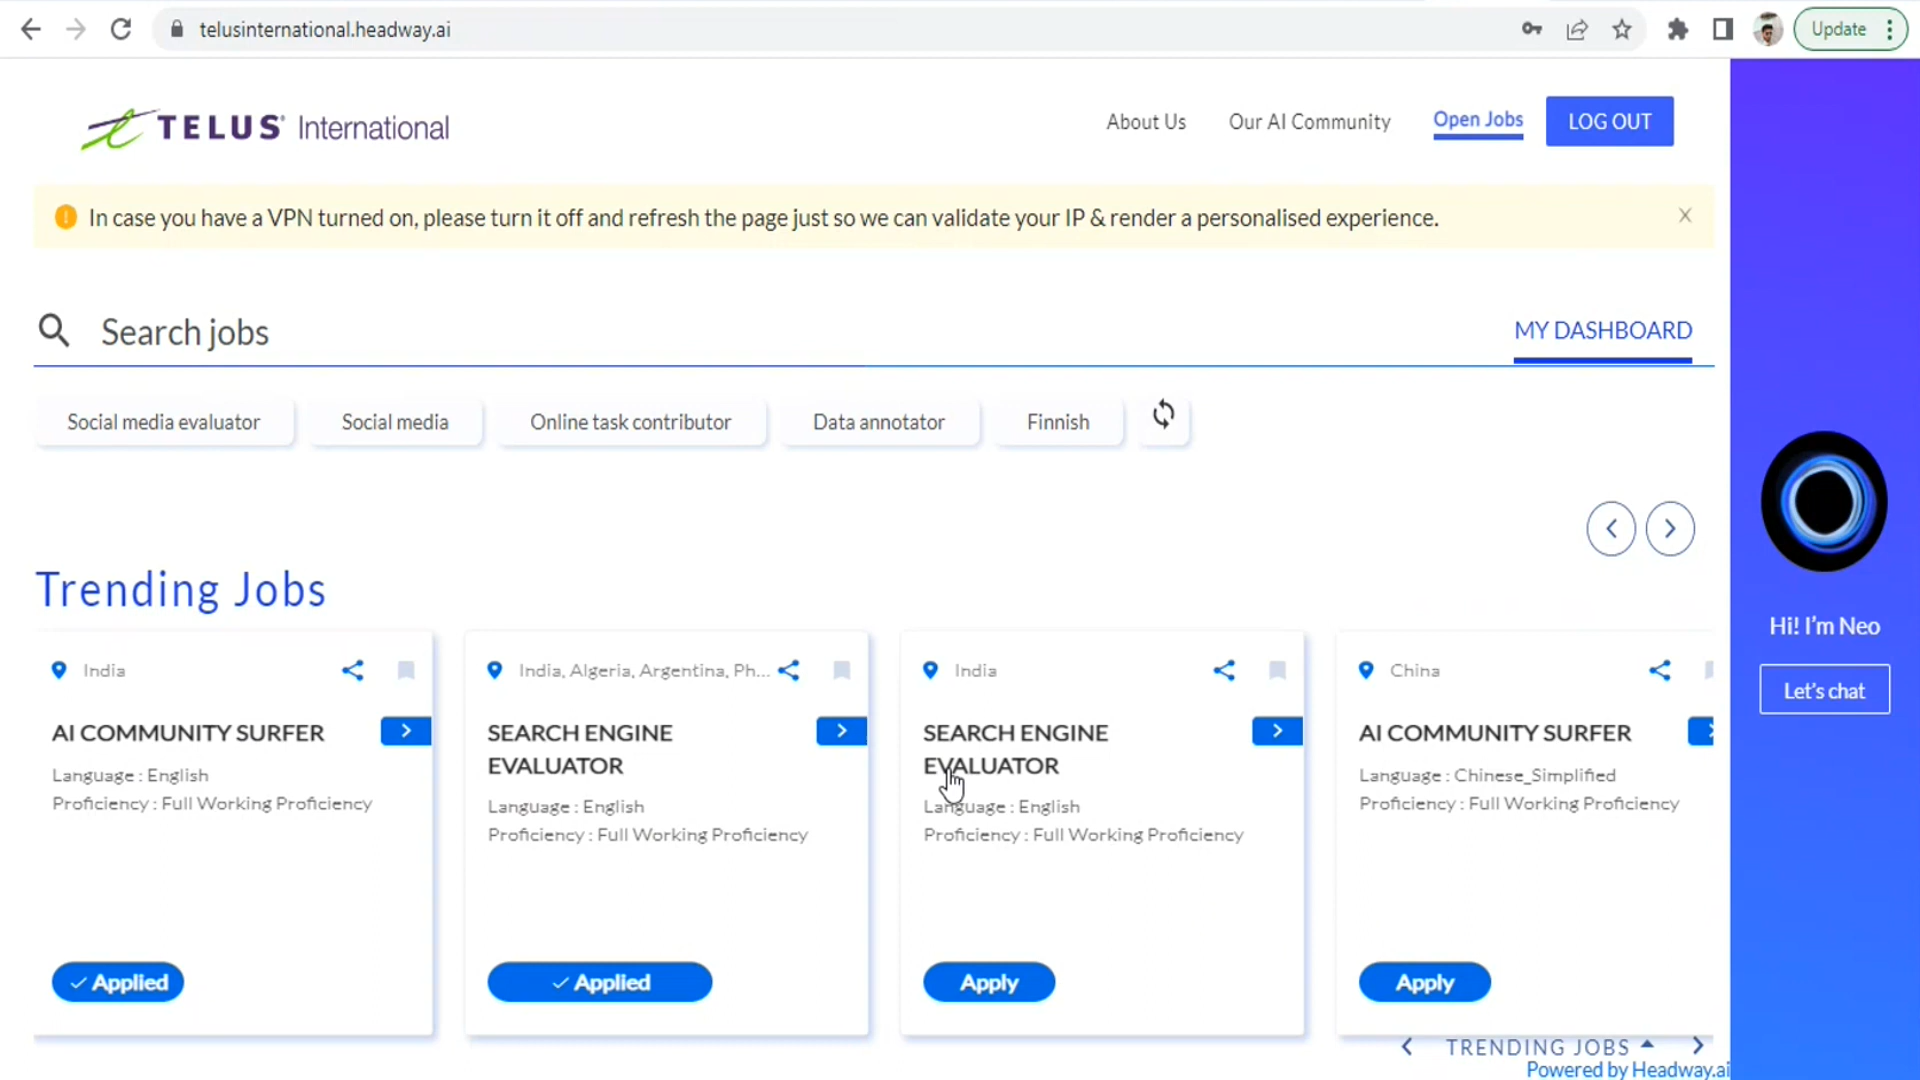 telusinternational.headway.ai
Update
TELUS® International
About Us
Our AI Community
Open Jobs
LOG OUT
In case you have a VPN turned on, please turn it off and refresh the page just so we can validate your IP & render a personalised experience.
X
Search jobs
MY DASHBOARD
Social media evaluator
Social media
Online task contributor
Data annotator
Finnish
Trending Jobs
India
AI COMMUNITY SURFER
Language : English
Proficiency : Full Working Proficiency
Applied
India, Algeria, Argentina, Ph...
SEARCH ENGINE
EVALUATOR
Language : English
Proficiency : Full Working Proficiency
Applied
India
SEARCH ENGINE
EVALUATOR
Language : English
Proficiency : Full Working Proficiency
Apply
China
AI COMMUNITY SURFER
Language : Chinese_Simplified
Proficiency : Full Working Proficiency
Apply
Hi! I'm Neo
Let's chat
TRENDING JOBS
Powered by Headway.ai